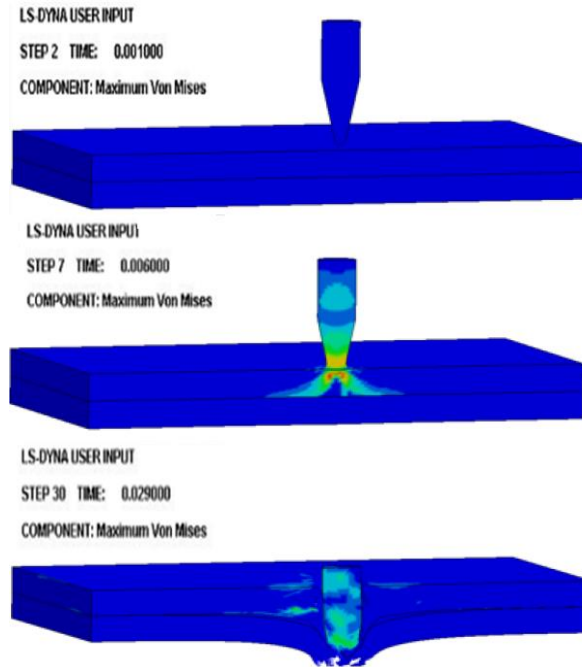 LS-DYNA USER INPUT
STEP 2 TIME: 0.001000
COMPONENT: Maximum Von Mises
LS-DYNA USER INPUT
STEP 7 TIME: 0.006000
COMPONENT: Maximum Von Mises
LS-DYNA USER INPUT
STEP 30 TIME: 0.029000
COMPONENT: Maximum Von Mises